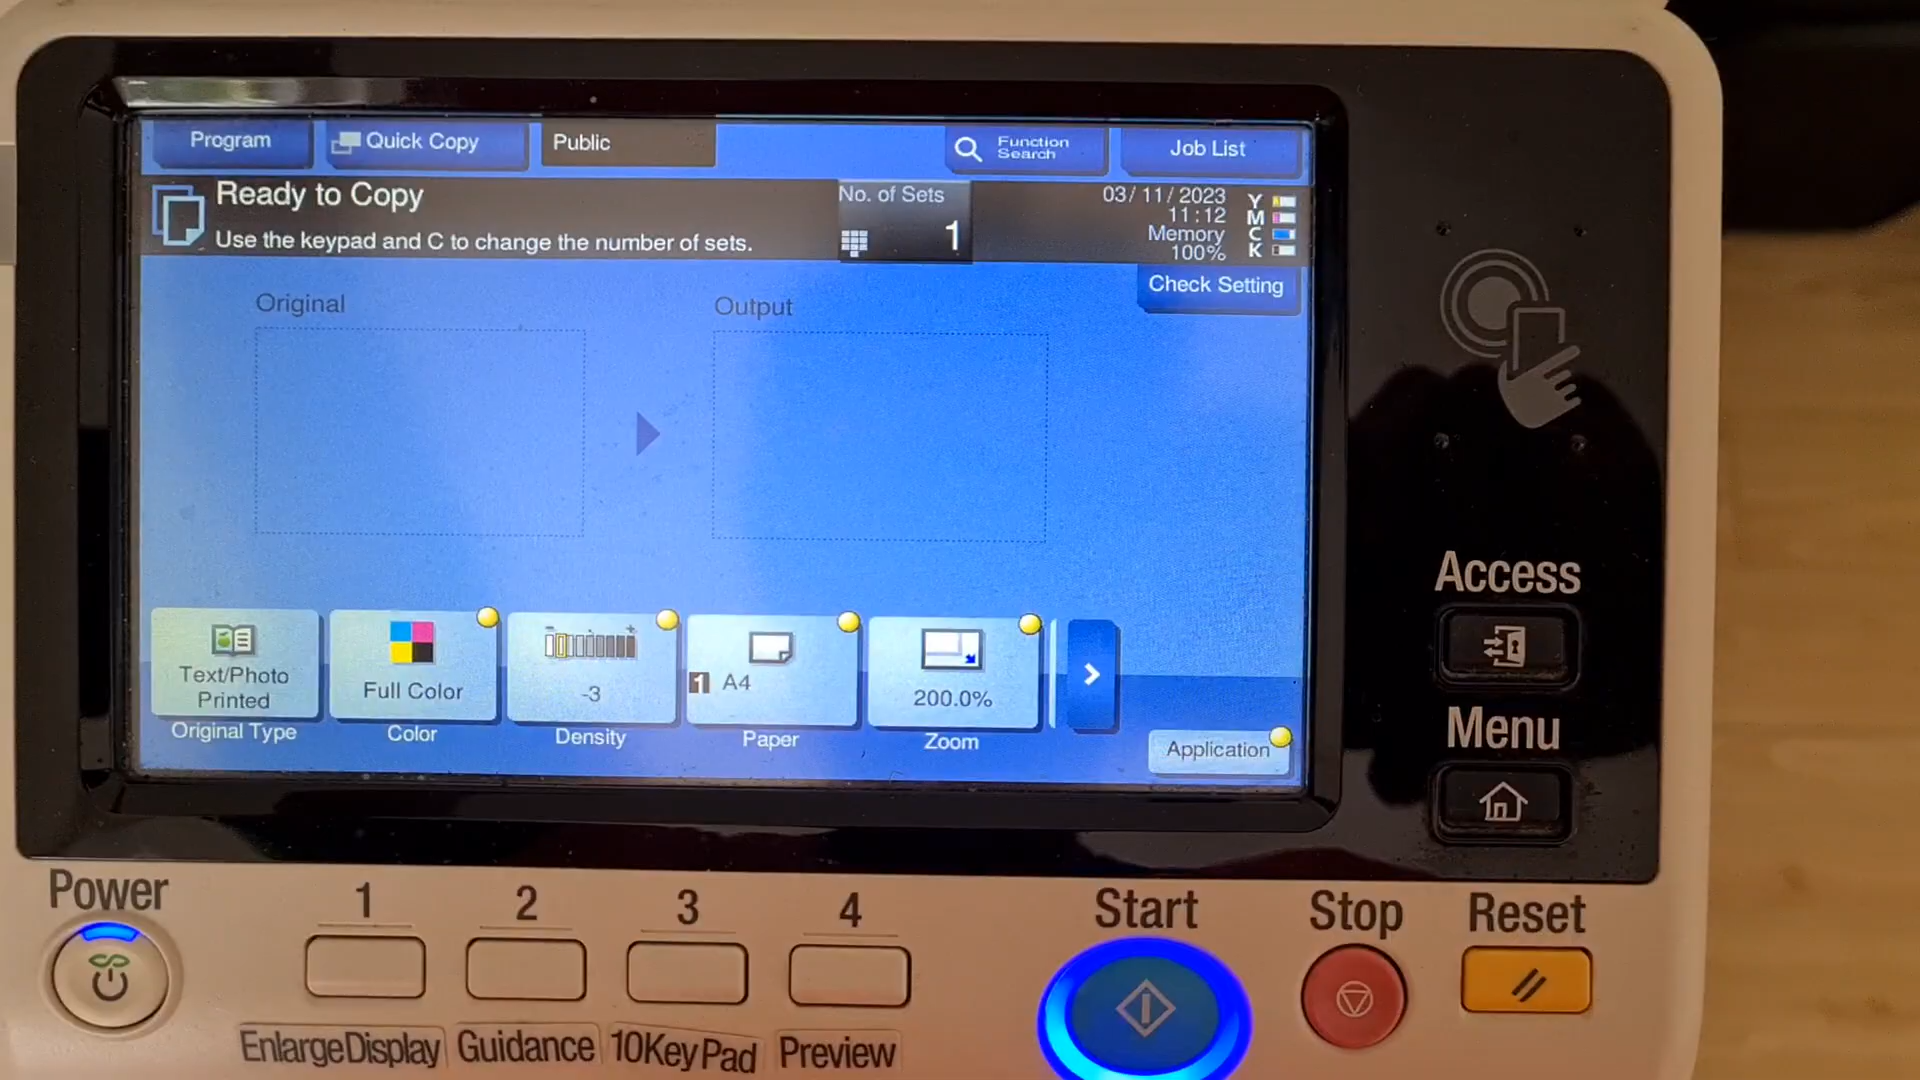 Program
Quick Copy
Public
Function
Search
Job List
Ready to Copy
Use the keypad and C to change the number of sets.
No. of Sets
1
03/11/2023
11:12
Memory
100%
Y
M
C
K
Check Setting
Original
Output
Text/Photo
Printed
Original Type
Full Color
Color
- +
-3
Density
1 A4
Paper
200.0%
Zoom
Application
Access
Menu
Power
1
2
3
4
Start
Stop
Reset
EnlargeDisplay
Guidance
10KeyPad
Preview